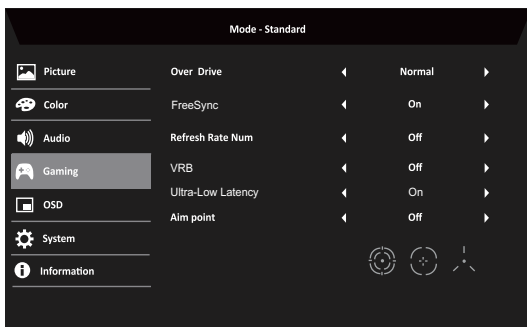 Mode - Standard
Picture
Over Drive Normal
Color
FreeSync On
Audio
Refresh Rate Num Off
Gaming
VRB Off
Ultra-Low Latency On
OSD
Aim point Off
System
Information